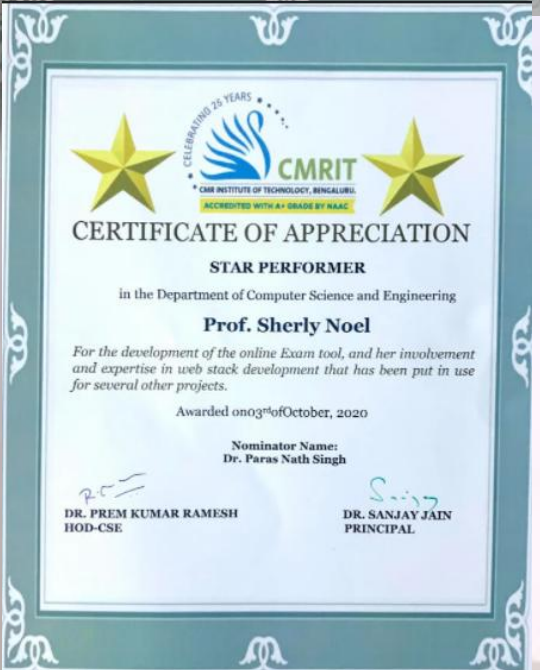 CELEBRATING 25 YEARS
CMRIT
CMR INSTITUTE OF TECHNOLOGY, BENGALURU.
ACCREDITED WITH A+ GRADE BY NAAC
CERTIFICATE OF APPRECIATION
STAR PERFORMER
in the Department of Computer Science and Engineering
Prof. Sherly Noel
For the development of the online Exam tool, and her involvement
and expertise in web stack development that has been put in use
for several other projects.
Awarded on03rdofOctober, 2020
Nominator Name:
Dr. Paras Nath Singh
DR. PREM KUMAR RAMESH
HOD-CSE
DR. SANJAY JAIN
PRINCIPAL